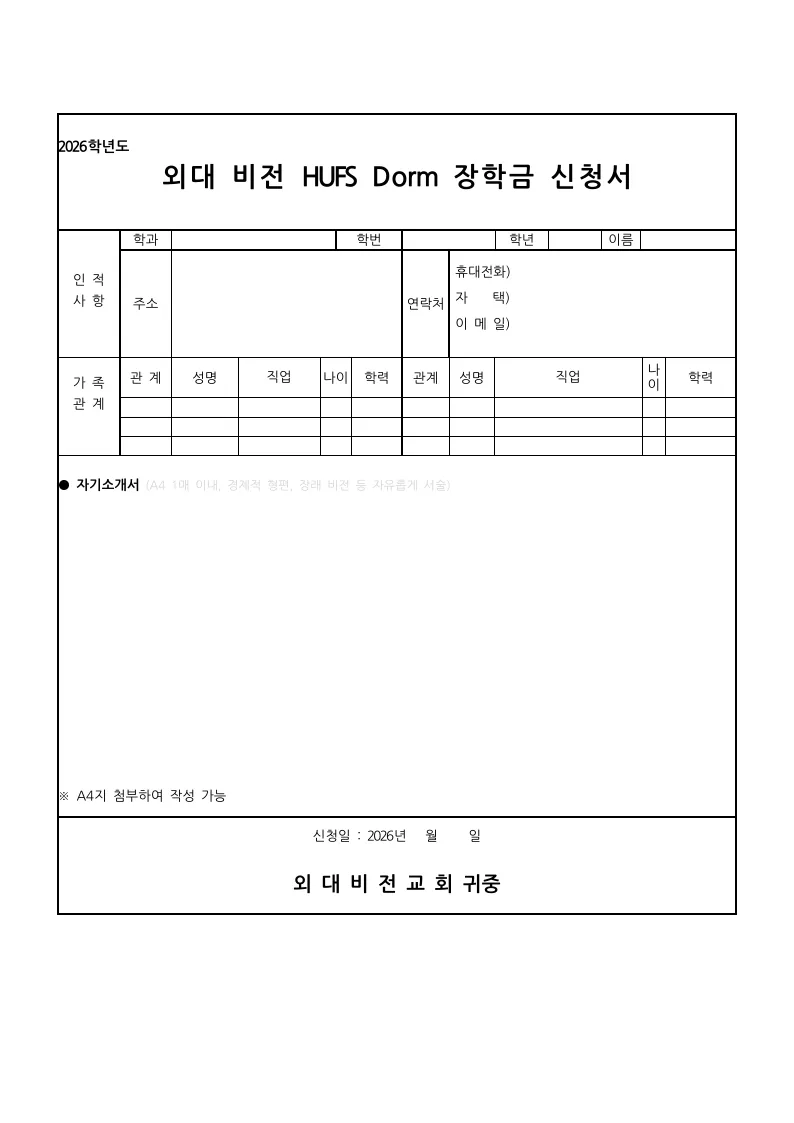 2026학년도
외대 비전 HUFS Dorm 장학금 신청서
학과 학번 학년 이름
인 적
사 항
주소
연락처
휴대전화)
자 택)
이 메 일)
가 족
관 계
관 계 성명 직업 나이 학력 관계 성명 직업 나이 학력
● 자기소개서 (A4 1매 이내, 경제적 형편, 장래 비전 등 자유롭게 서술)
※ A4지 첨부하여 작성 가능
신청일 : 2026년 월 일
외 대 비 전 교 회 귀중